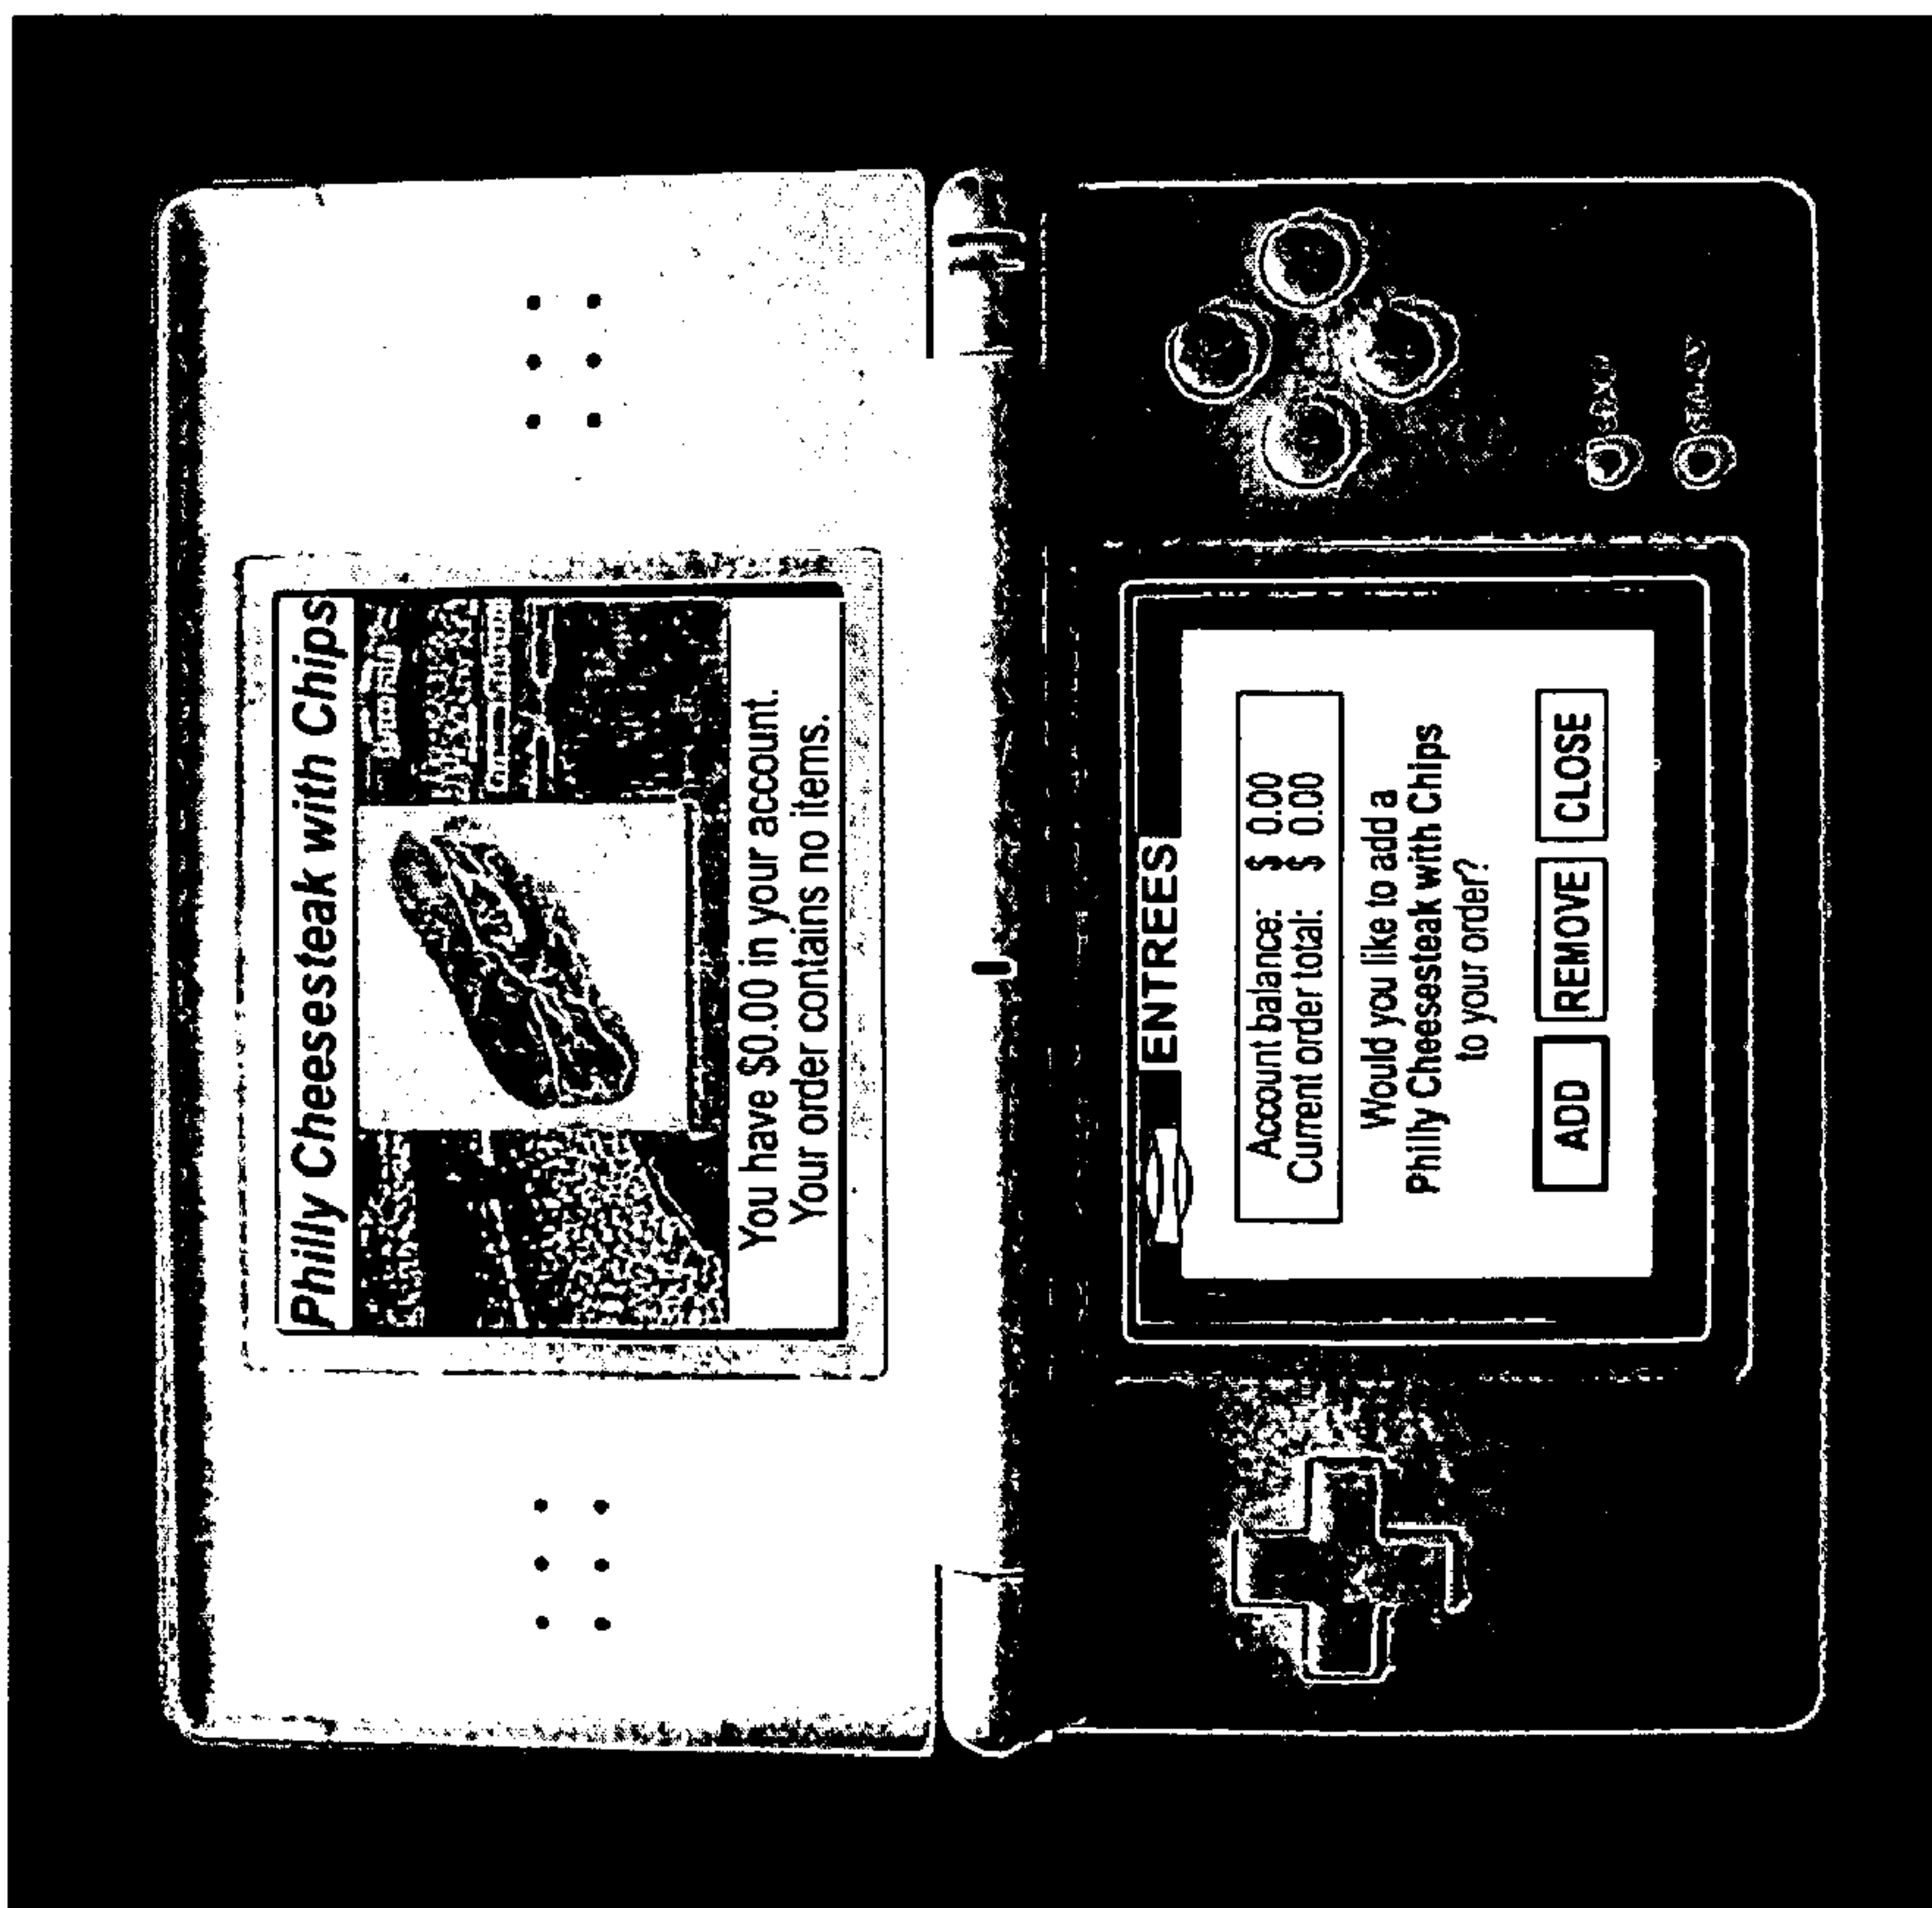 Philly Cheesesteak with Chips
You have $0.00 in your account.
Your order contains no items.
ENTREES
Account balance: $ 0.00
Current order total: $ 0.00
Would you like to add a
Philly Cheesesteak with Chips
to your order?
ADD REMOVE CLOSE